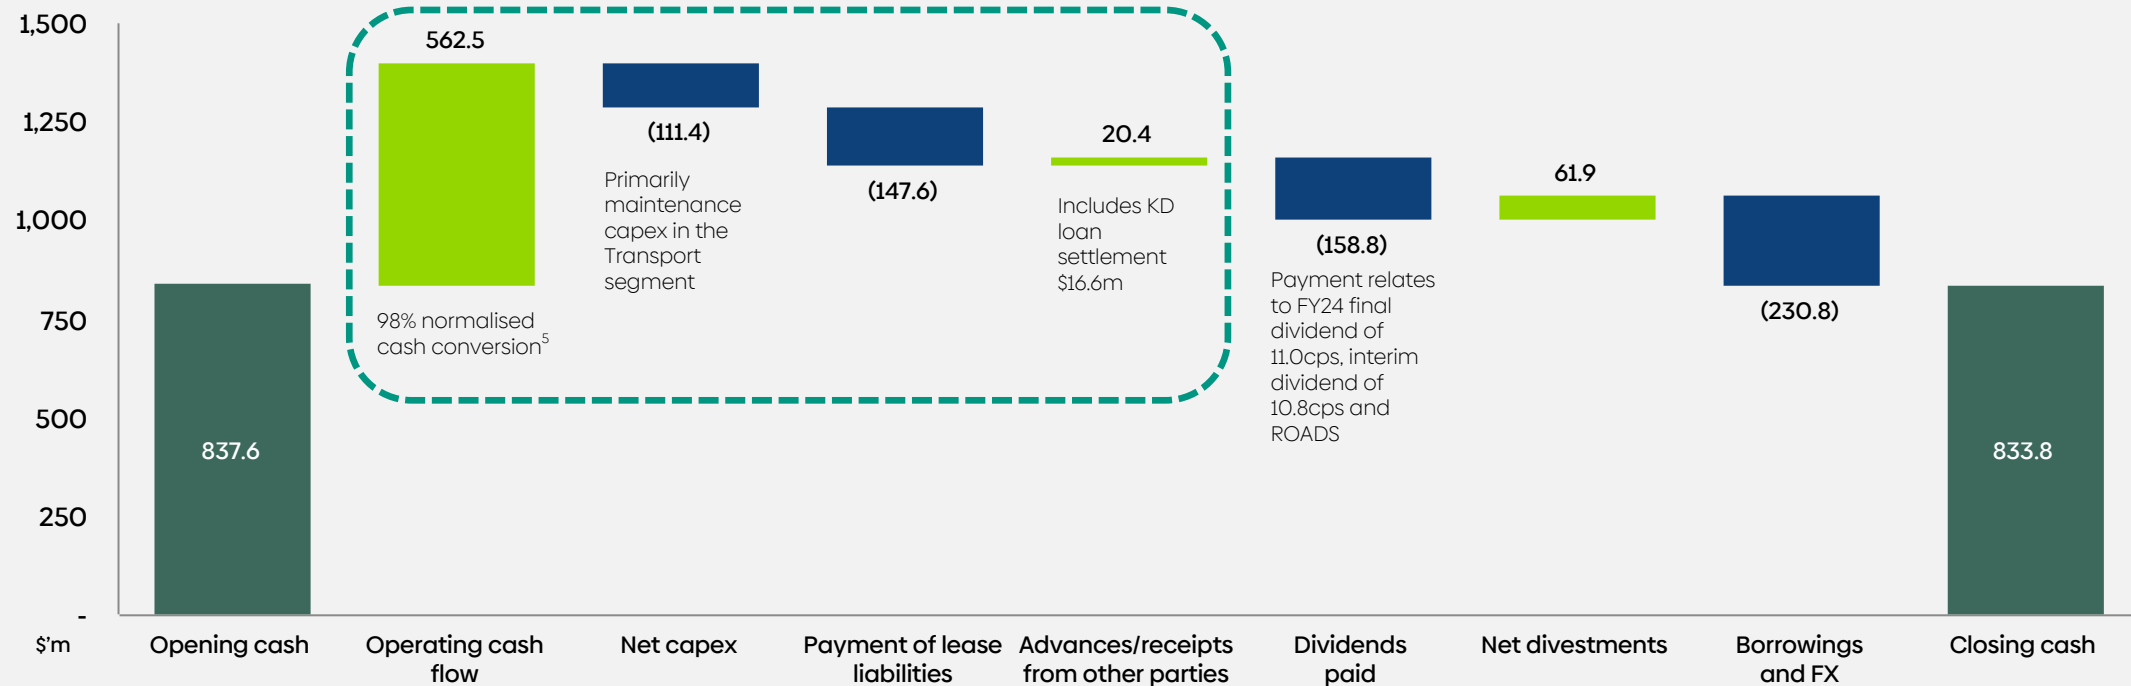 1,500
1,250
1,000
750
500
250
-
$'m
562.5
98% normalised
cash conversion5
(111.4)
Primarily
maintenance
capex in the
Transport
segment
(147.6)
20.4
Includes KD
loan
settlement
$16.6m
(158.8)
Payment relates
to FY24 final
dividend of
11.0cps, interim
dividend of
10.8cps and
ROADS
61.9
(230.8)
837.6
833.8
Opening cash
Operating cash
flow
Net capex
Payment of lease
liabilities
Advances/receipts
from other parties
Dividends
paid
Net divestments
Borrowings
and FX
Closing cash